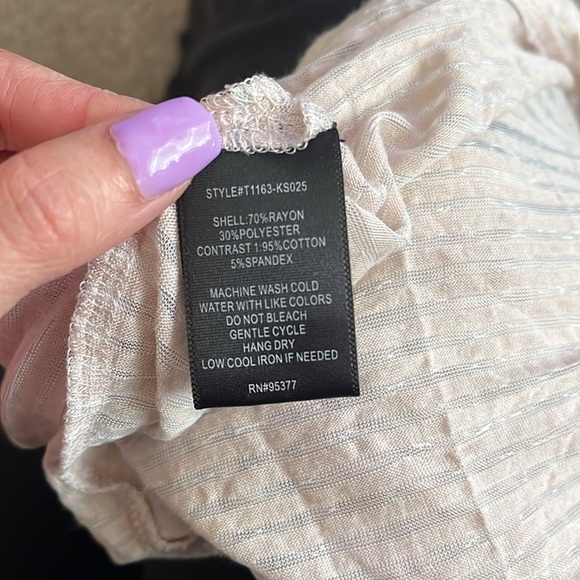 STYLE#T1163-KS025
SHELL:70%RAYON
30%POLYESTER
CONTRAST 1:95%COTTON
5%SPANDEX
MACHINE WASH COLD
WATER WITH LIKE COLORS
DO NOT BLEACH
GENTLE CYCLE
HANG DRY
LOW COOL IRON IF NEEDED
RN#95377